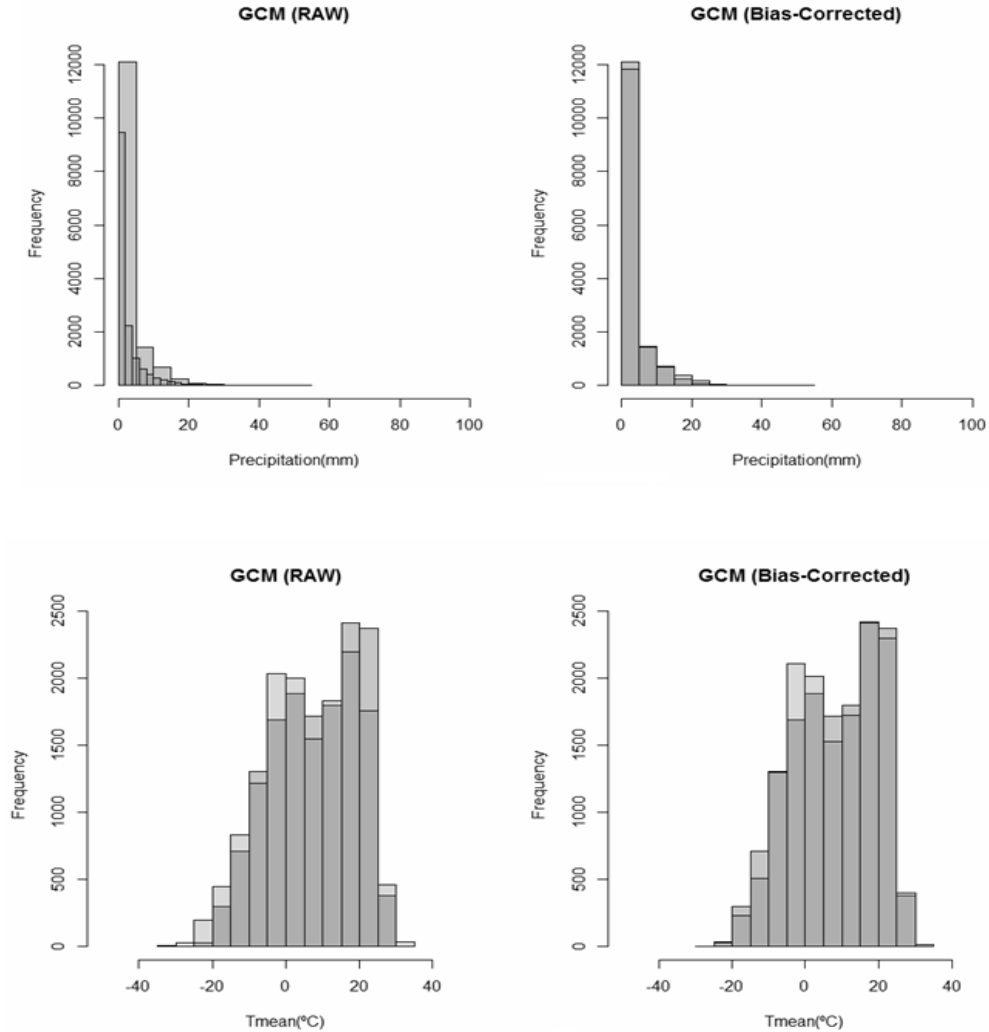 GCM (RAW)
12000
10000
8000
6000
4000
2000
0
Frequency
0 20 40 60 80 100
Precipitation(mm)
GCM (Bias-Corrected)
12000
10000
8000
6000
4000
2000
0
Frequency
0 20 40 60 80 100
Precipitation(mm)
GCM (RAW)
2500
2000
1500
1000
500
0
Frequency
-40 -20 0 20 40
Tmean(ºC)
GCM (Bias-Corrected)
2500
2000
1500
1000
500
0
Frequency
-40 -20 0 20 40
Tmean(ºC)